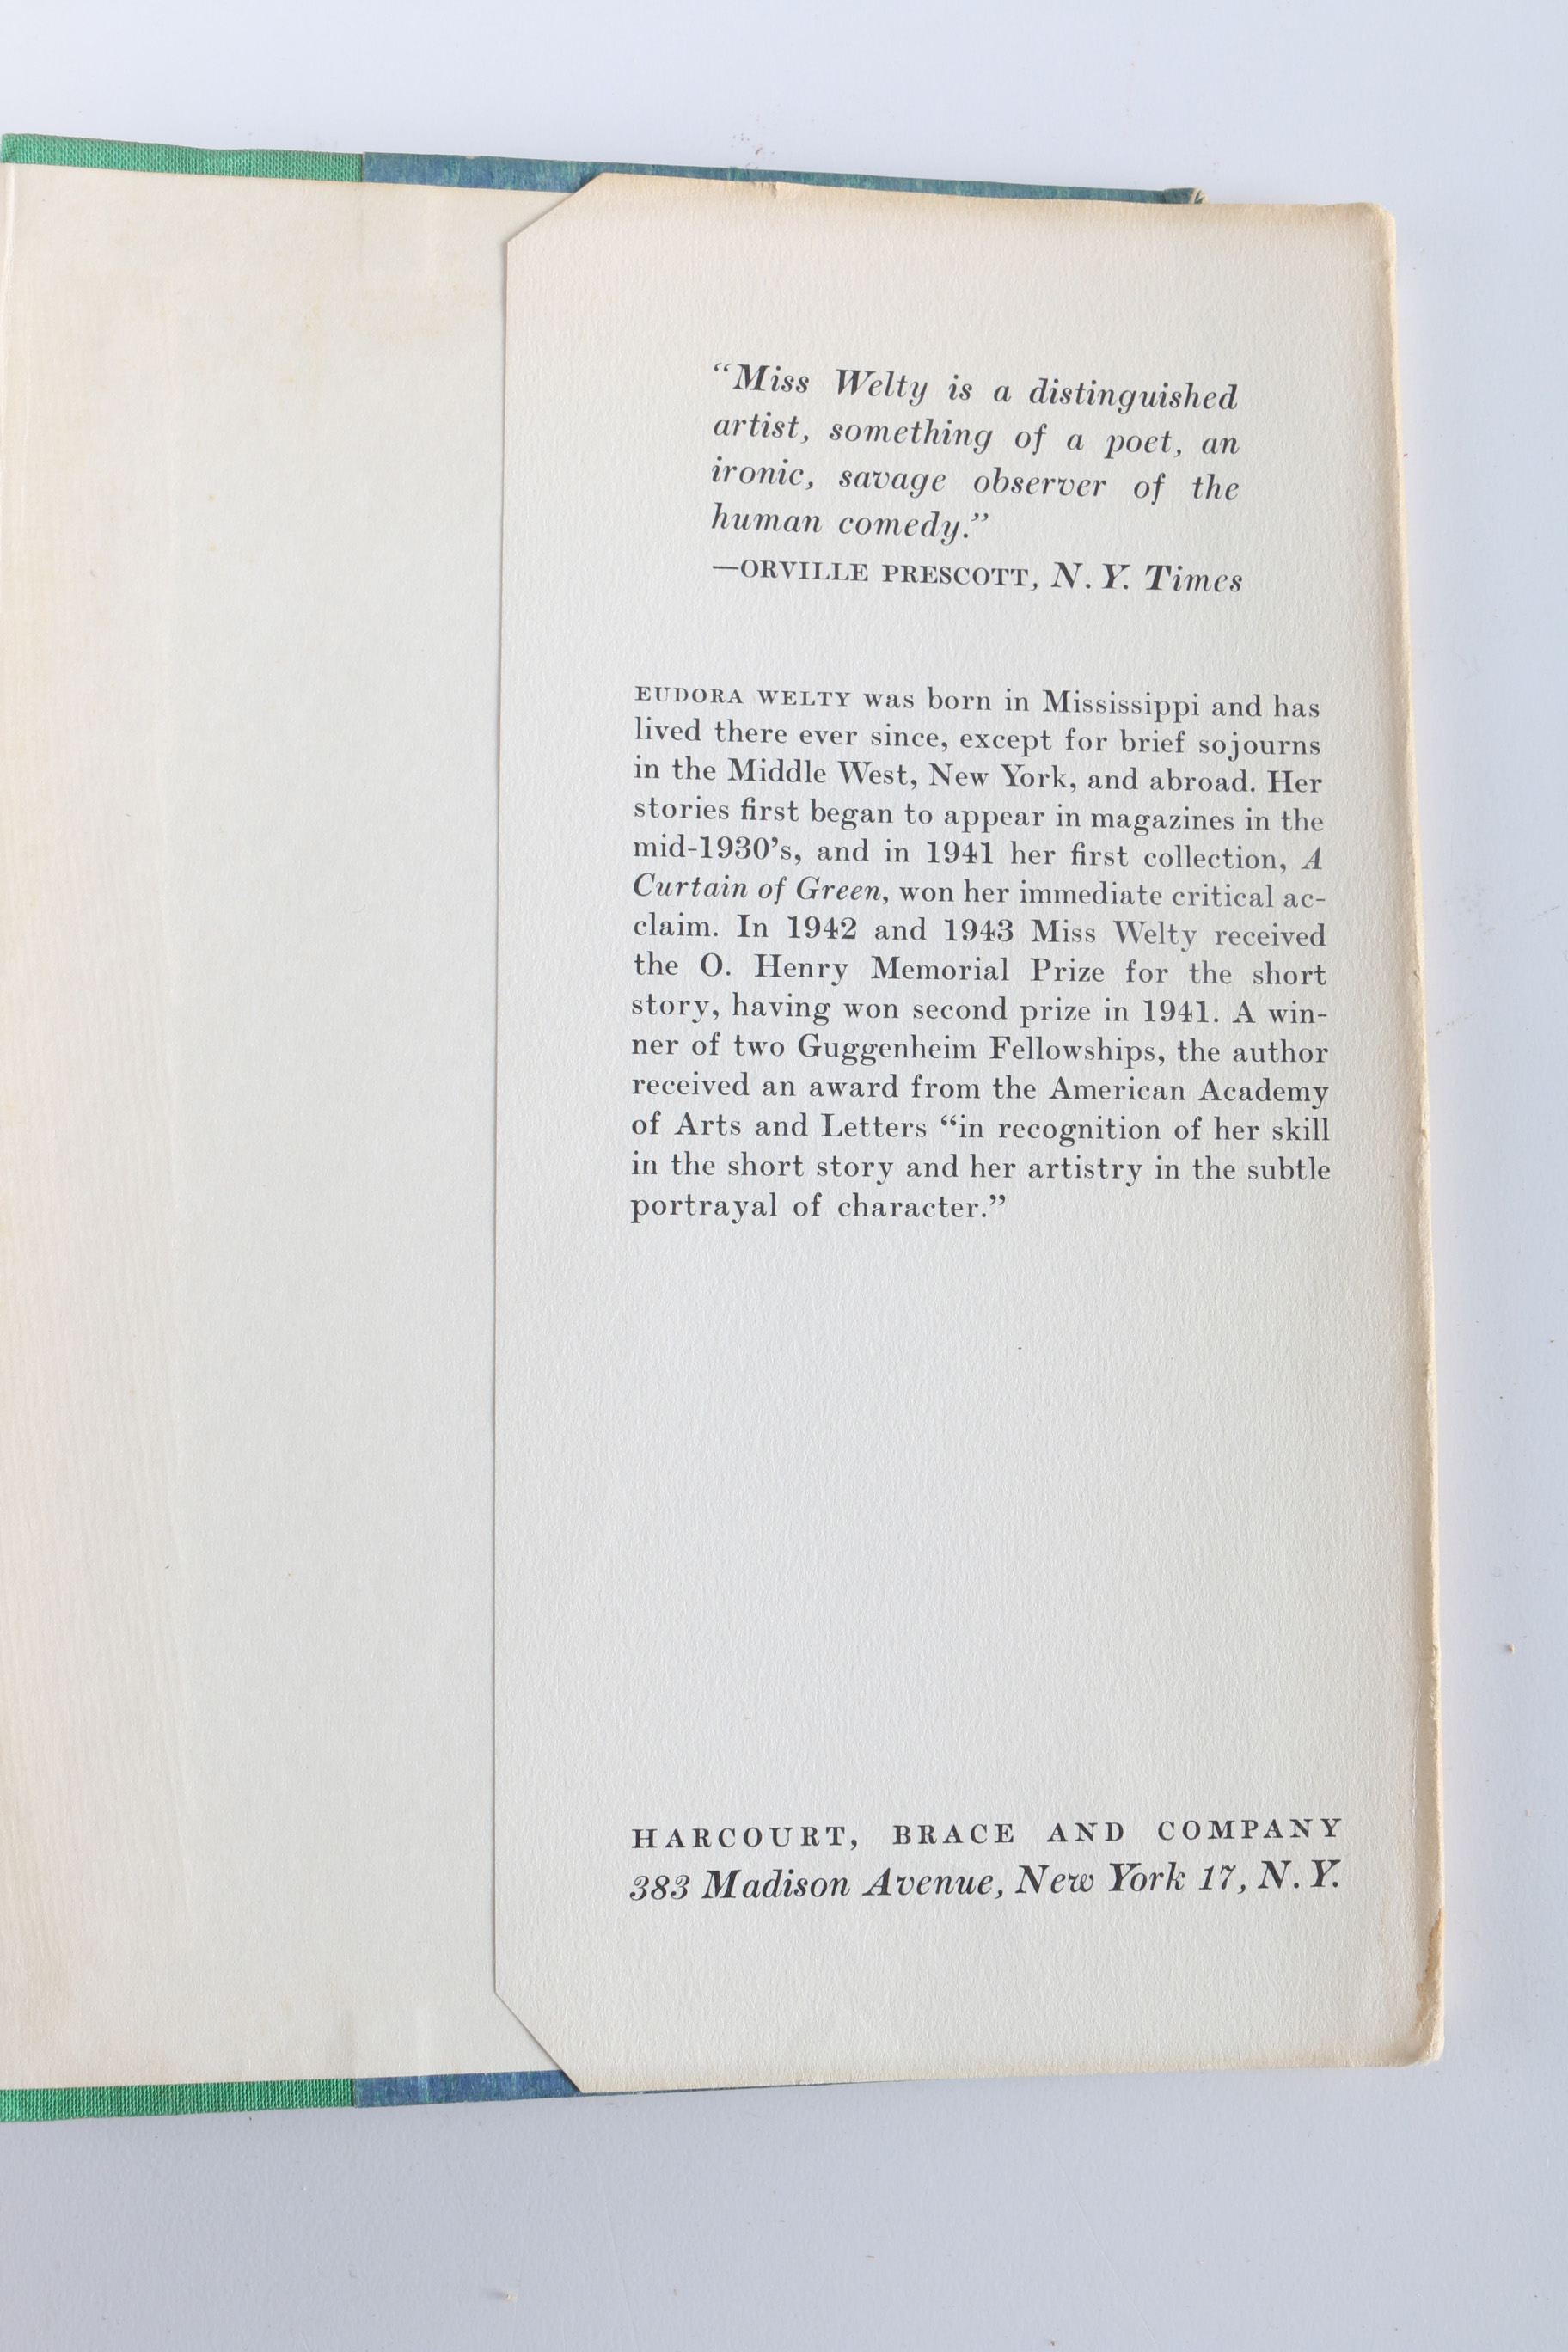 “Miss Welty is a distinguished
artist, something of a poet, an
ironic, savage observer of the
human comedy.”
—ORVILLE PRESCOTT, N. Y. Times
EUDORA WELTY was born in Mississippi and has
lived there ever since, except for brief sojourns
in the Middle West, New York, and abroad. Her
stories first began to appear in magazines in the
mid-1930’s, and in 1941 her first collection, A
Curtain of Green, won her immediate critical ac-
claim. In 1942 and 1943 Miss Welty received
the O. Henry Memorial Prize for the short
story, having won second prize in 1941. A win-
ner of two Guggenheim Fellowships, the author
received an award from the American Academy
of Arts and Letters “in recognition of her skill
in the short story and her artistry in the subtle
portrayal of character.”
HARCOURT, BRACE AND COMPANY
383 Madison Avenue, New York 17, N. Y.